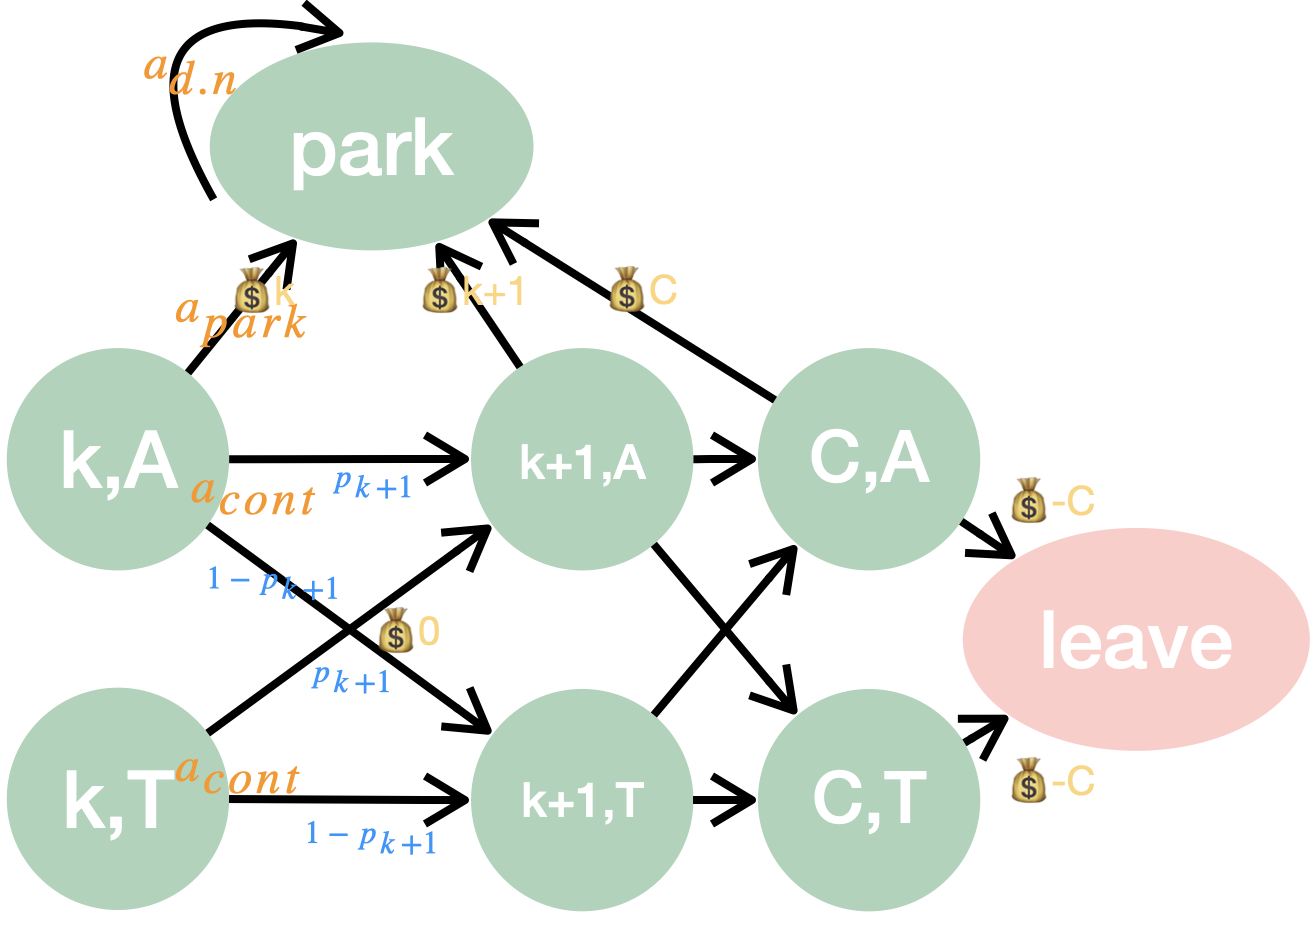 a_{d.n}
park
$k
$k+1
$C
a_{park}
k,A
k+1,A
C,A
a_{cont}
p_{k+1}
$-C
1 − p_{k+1}
$0
leave
p_{k+1}
k,T
a_{cont}
k+1,T
C,T
$-C
1 − p_{k+1}